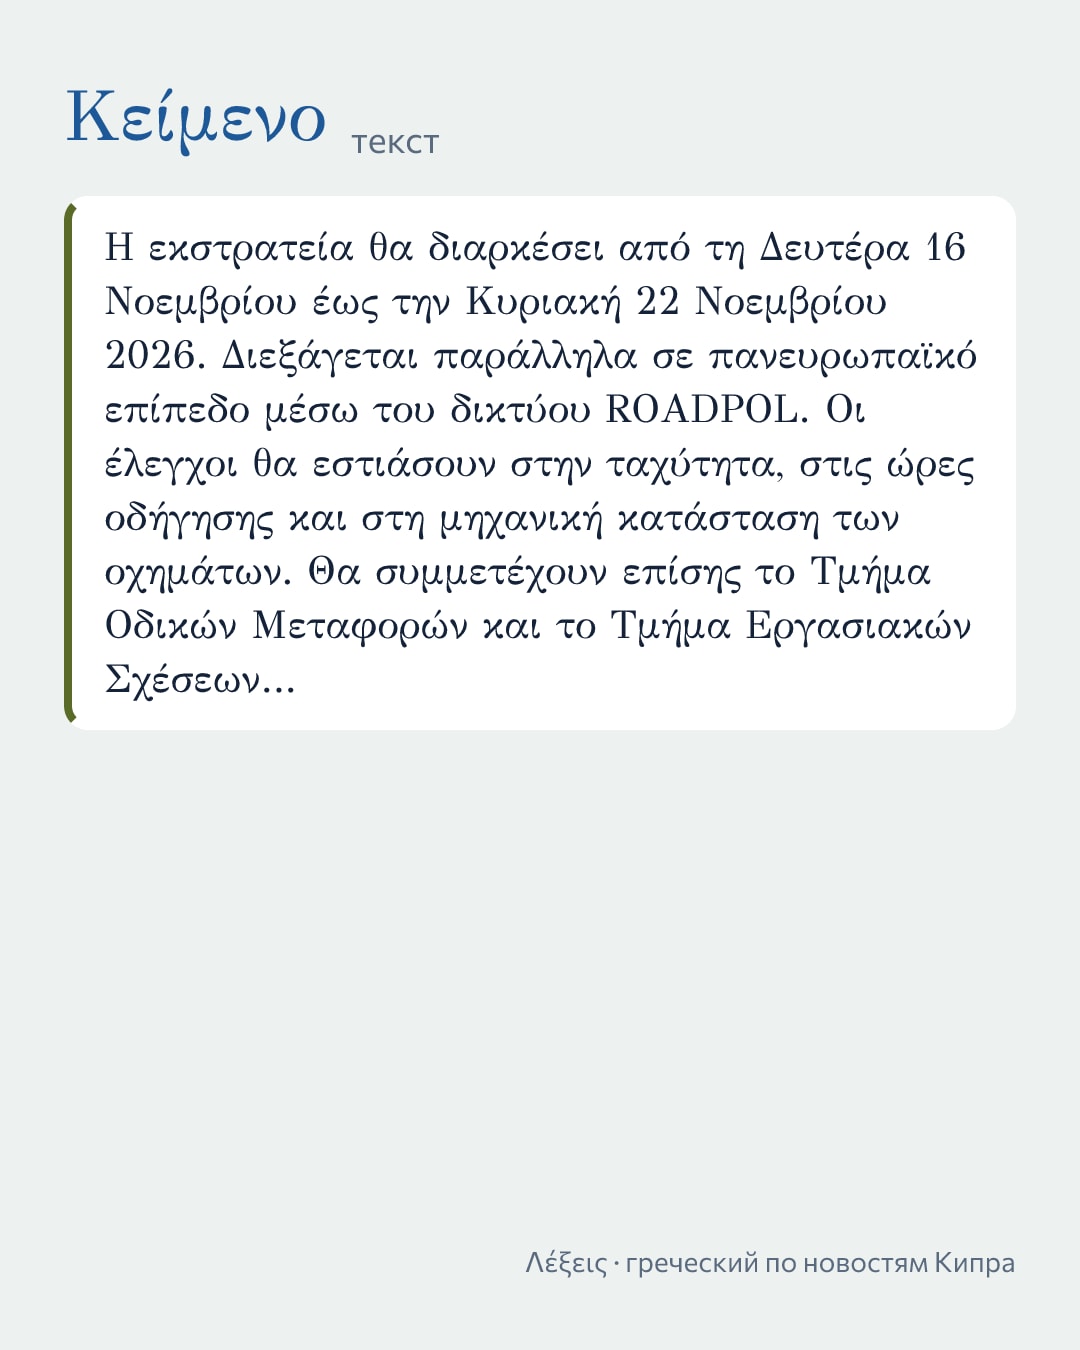 Κείμενο текст
Η εκστρατεία θα διαρκέσει από τη Δευτέρα 16
Νοεμβρίου έως την Κυριακή 22 Νοεμβρίου
2026. Διεξάγεται παράλληλα σε πανευρωπαϊκό
επίπεδο μέσω του δικτύου ROADPOL. Οι
έλεγχοι θα εστιάσουν στην ταχύτητα, στις ώρες
οδήγησης και στη μηχανική κατάσταση των
οχημάτων. Θα συμμετέχουν επίσης το Τμήμα
Οδικών Μεταφορών και το Τμήμα Εργασιακών
Σχέσεων...
Λέξεις · греческий по новостям Кипра